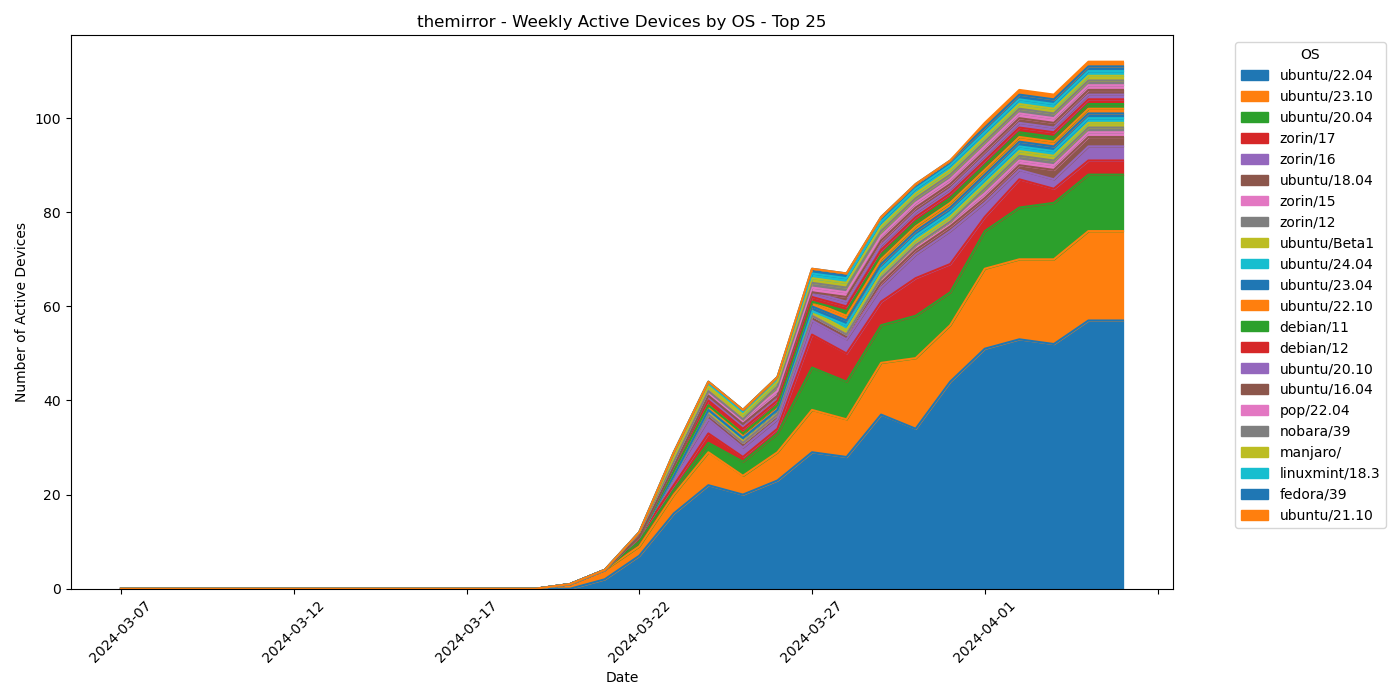 themirror - Weekly Active Devices by OS - Top 25
Number of Active Devices
100
80
60
40
20
0
2024-03-07
2024-03-12
2024-03-17
2024-03-22
2024-03-27
2024-04-01
Date
OS
ubuntu/22.04
ubuntu/23.10
ubuntu/20.04
zorin/17
zorin/16
ubuntu/18.04
zorin/15
zorin/12
ubuntu/Beta1
ubuntu/24.04
ubuntu/23.04
ubuntu/22.10
debian/11
debian/12
ubuntu/20.10
ubuntu/16.04
pop/22.04
nobara/39
manjaro/
linuxmint/18.3
fedora/39
ubuntu/21.10